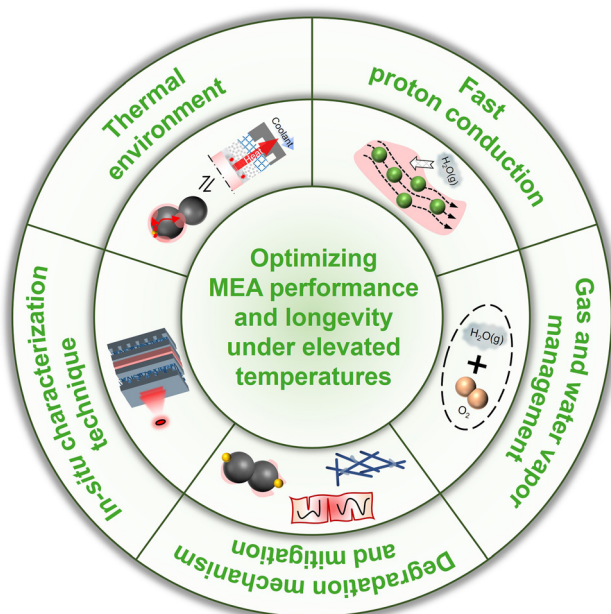 Thermal
environment
Fast
proton conduction
Gas and water vapor
management
Degradation mechanism
and mitigation
In-situ characterization
technique
Optimizing
MEA performance
and longevity
under elevated
temperatures
Heat
Coolant
H₂O(g)
H₂O(g)
+
O₂